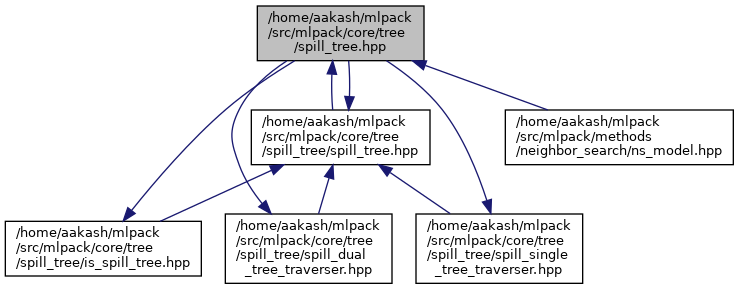 /home/aakash/mlpack
/src/mlpack/core/tree
/spill_tree.hpp
/home/aakash/mlpack
/src/mlpack/core/tree
/spill_tree/spill_tree.hpp
/home/aakash/mlpack
/src/mlpack/methods
/neighbor_search/ns_model.hpp
/home/aakash/mlpack
/src/mlpack/core/tree
/spill_tree/is_spill_tree.hpp
/home/aakash/mlpack
/src/mlpack/core/tree
/spill_tree/spill_dual
_tree_traverser.hpp
/home/aakash/mlpack
/src/mlpack/core/tree
/spill_tree/spill_single
_tree_traverser.hpp